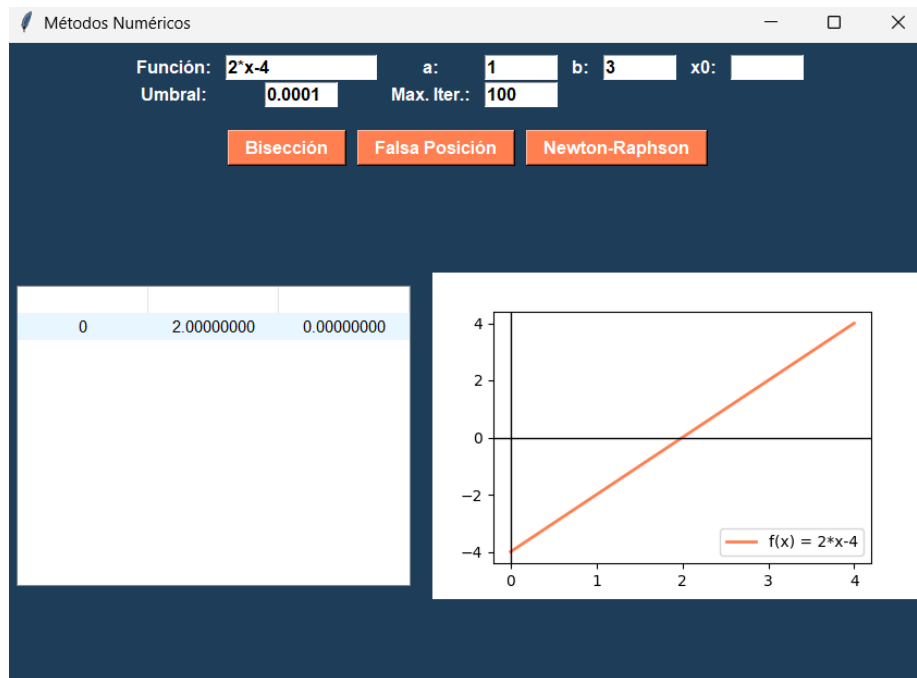 Métodos Numéricos
Función: 2*x-4 a: 1 b: 3 x0:
Umbral: 0.0001 Max. Iter.: 100
Bisección Falsa Posición Newton-Raphson
0 2.00000000 0.00000000
4
2
0
−2
−4
f(x) = 2*x-4
0 1 2 3 4